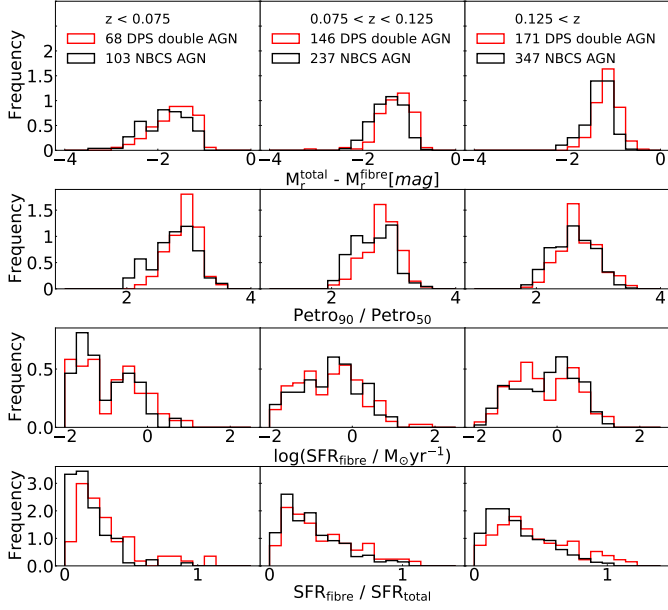 z < 0.075
68 DPS double AGN
103 NBCS AGN
0.075 < z < 0.125
146 DPS double AGN
237 NBCS AGN
0.125 < z
171 DPS double AGN
347 NBCS AGN
Frequency
2
1
0
−4 −2 0 −4 −2 0 −4 −2 0
M_r^total - M_r^fibre[mag]
Frequency
1.5
1.0
0.5
0
2 4 2 4 2 4
Petro₉₀ / Petro₅₀
Frequency
0.5
0.0
−2 0 2 −2 0 2 −2 0 2
log(SFR_fibre / M_⊙yr⁻¹)
Frequency
3.0
2.0
1.0
0.0
0 1 0 1 0 1
SFR_fibre / SFR_total